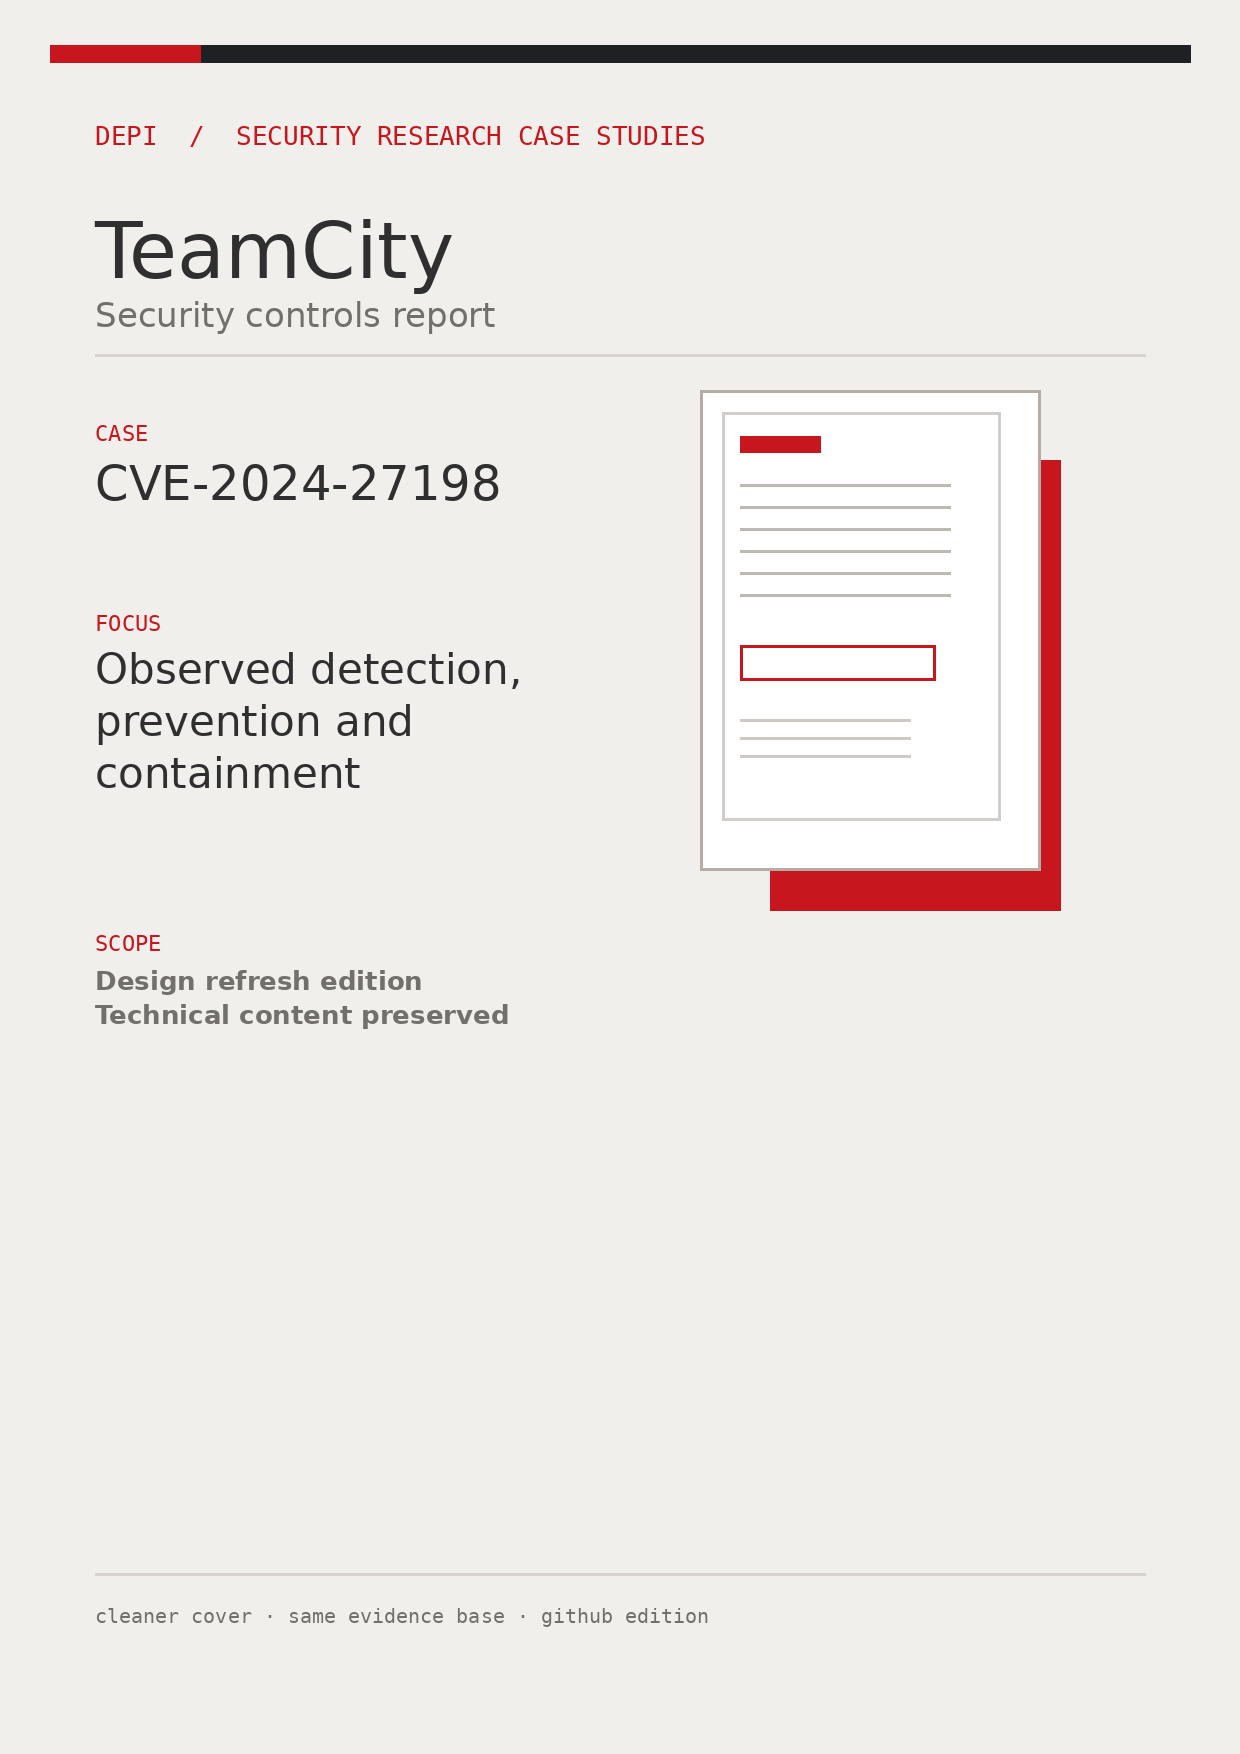 DEPI / SECURITY RESEARCH CASE STUDIES
TeamCity
Security controls report
CASE
CVE-2024-27198
FOCUS
Observed detection,
prevention and
containment
SCOPE
Design refresh edition
Technical content preserved
cleaner cover · same evidence base · github edition